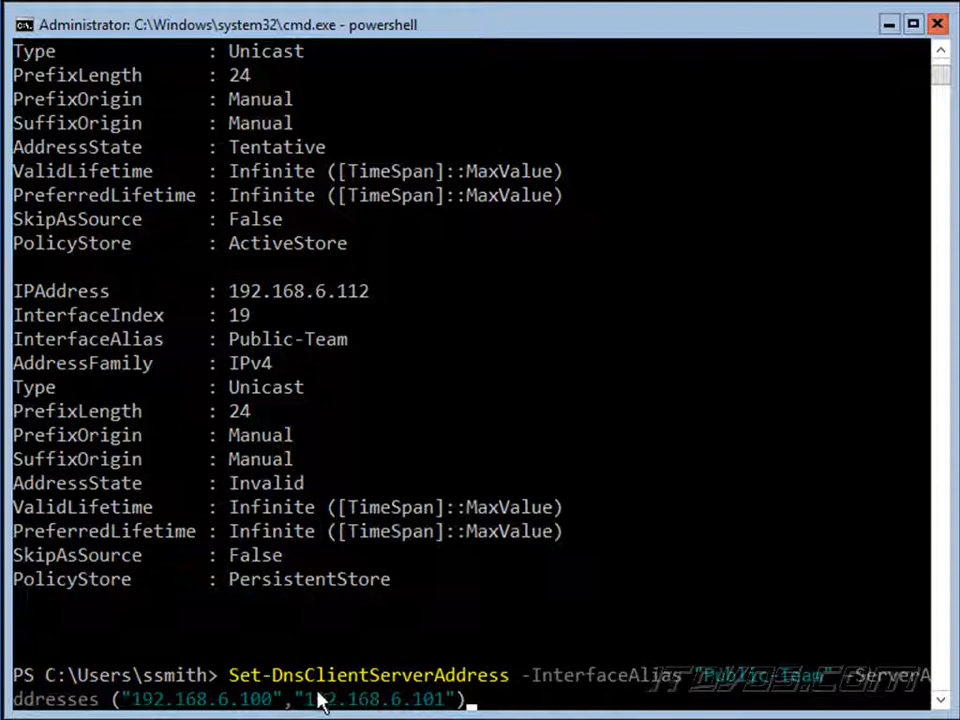 Administrator: C:\Windows\system32\cmd.exe - powershell
Type : Unicast
PrefixLength : 24
PrefixOrigin : Manual
SuffixOrigin : Manual
AddressState : Tentative
ValidLifetime : Infinite ([TimeSpan]::MaxValue)
PreferredLifetime : Infinite ([TimeSpan]::MaxValue)
SkipAsSource : False
PolicyStore : ActiveStore
IPAddress : 192.168.6.112
InterfaceIndex : 19
InterfaceAlias : Public-Team
AddressFamily : IPv4
Type : Unicast
PrefixLength : 24
PrefixOrigin : Manual
SuffixOrigin : Manual
AddressState : Invalid
ValidLifetime : Infinite ([TimeSpan]::MaxValue)
PreferredLifetime : Infinite ([TimeSpan]::MaxValue)
SkipAsSource : False
PolicyStore : PersistentStore
PS C:\Users\ssmith> Set-DnsClientServerAddress -InterfaceAlias "Public-Team" -ServerA
ddresses ("192.168.6.100","192.168.6.101")